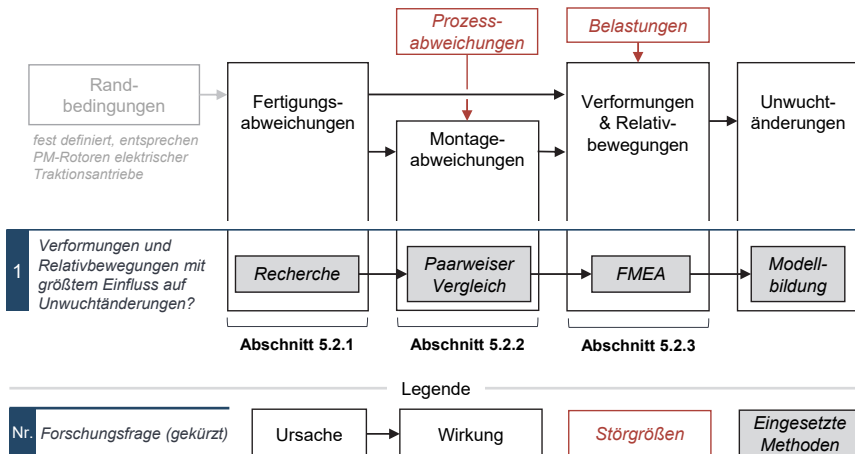 Prozess-
abweichungen
Belastungen
Rand-
bedingungen
fest definiert, entsprechen
PM-Rotoren elektrischer
Traktionsantriebe
Fertigungs-
abweichungen
Montage-
abweichungen
Verformungen
& Relativ-
bewegungen
Unwucht-
änderungen
1
Verformungen und
Relativbewegungen mit
größtem Einfluss auf
Unwuchtänderungen?
Recherche
Paarweiser
Vergleich
FMEA
Modell-
bildung
Abschnitt 5.2.1
Abschnitt 5.2.2
Abschnitt 5.2.3
Legende
Nr.
Forschungsfrage (gekürzt)
Ursache
Wirkung
Störgrößen
Eingesetzte
Methoden